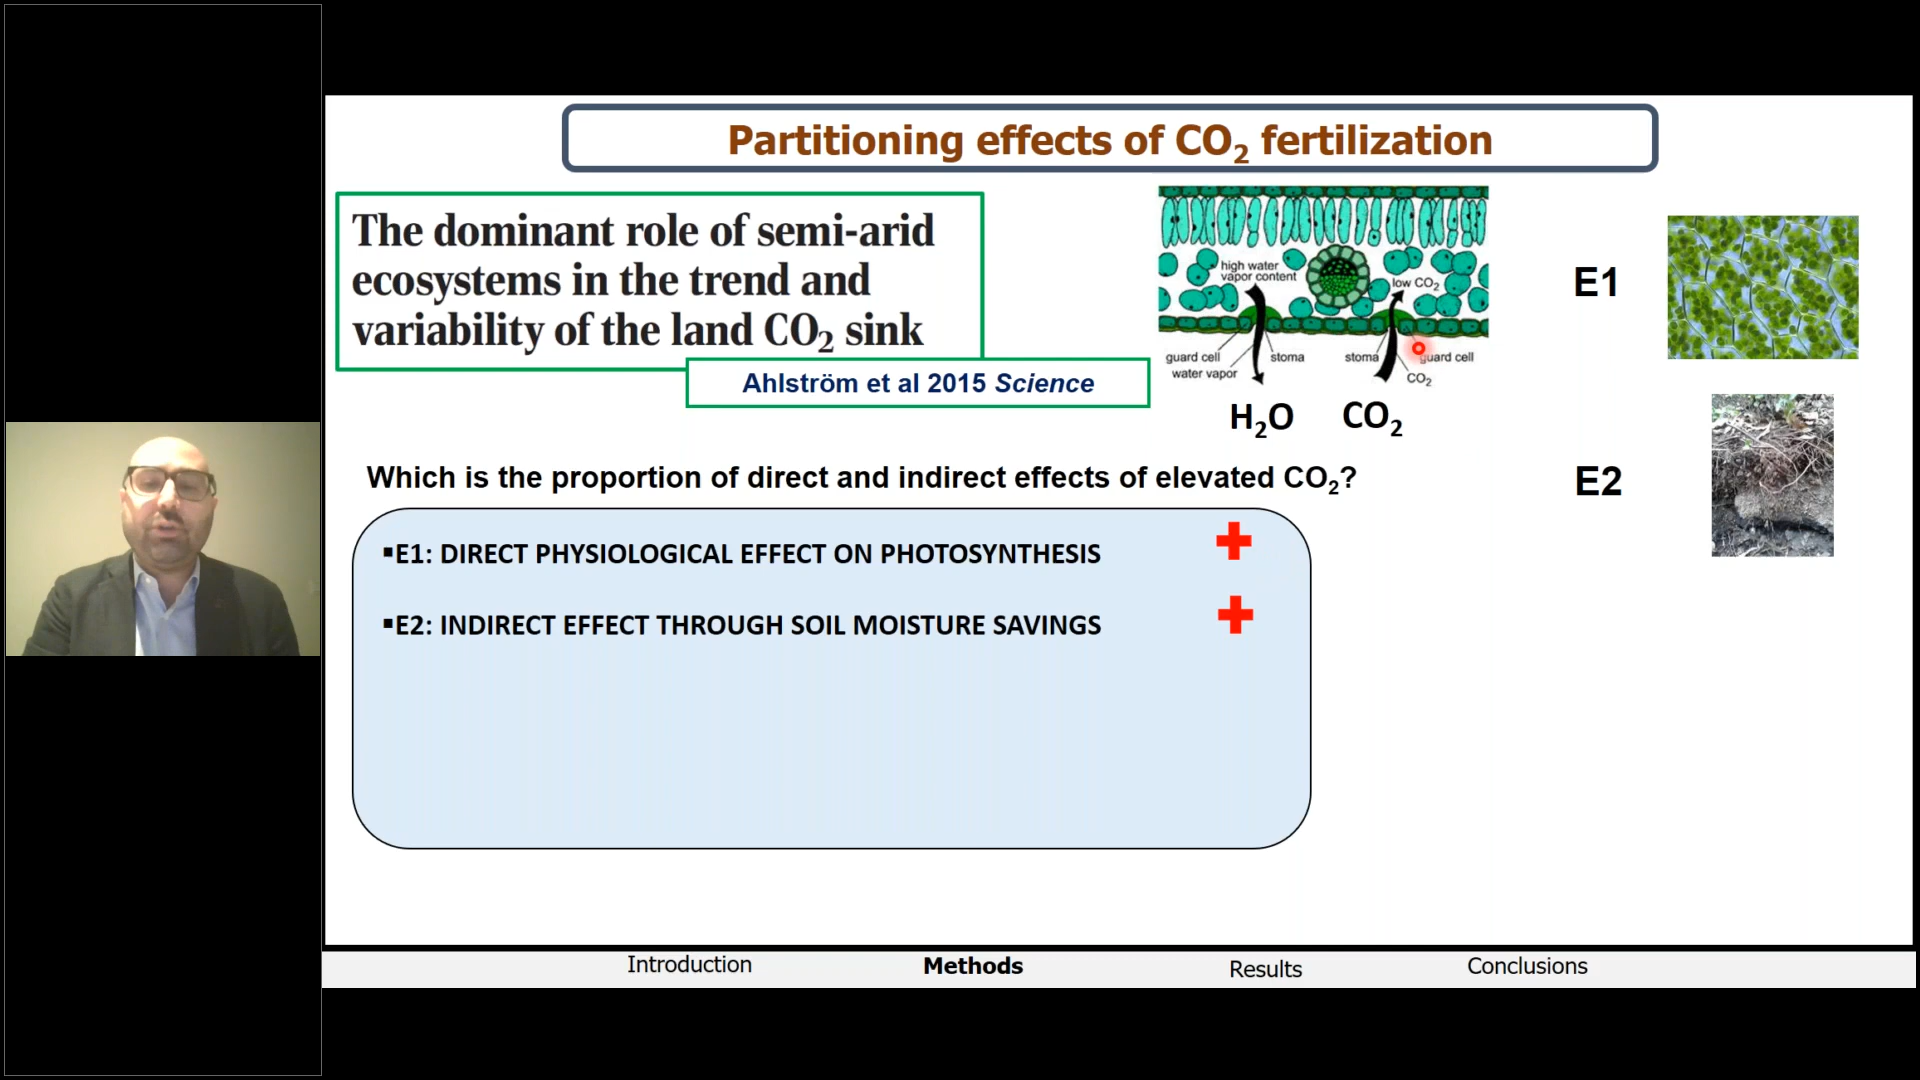 Partitioning effects of CO₂ fertilization
The dominant role of semi-arid
ecosystems in the trend and
variability of the land CO₂ sink
Ahlström et al 2015 Science
high water
vapor content
low CO₂
guard cell
stoma
stoma
guard cell
water vapor
CO₂
H₂O
CO₂
E1
E2
Which is the proportion of direct and indirect effects of elevated CO₂?
▪E1: DIRECT PHYSIOLOGICAL EFFECT ON PHOTOSYNTHESIS
▪E2: INDIRECT EFFECT THROUGH SOIL MOISTURE SAVINGS
Introduction
Methods
Results
Conclusions